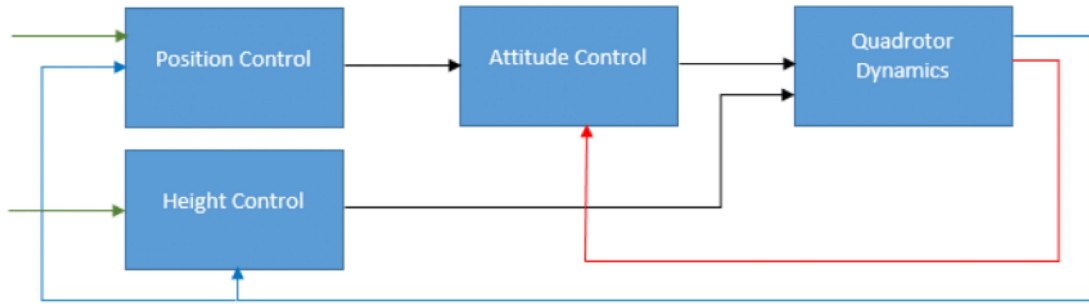 Position Control
Attitude Control
Quadrotor
Dynamics
Height Control